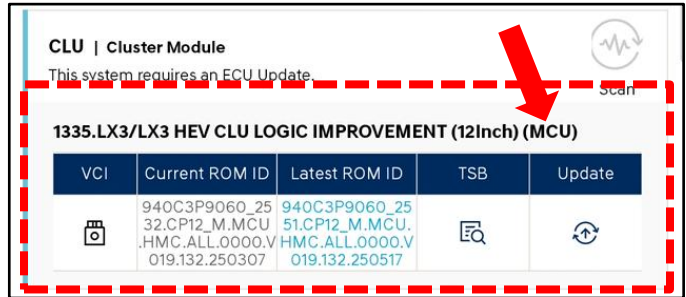 CLU | Cluster Module
This system requires an ECU Update.
Scan
1335.LX3/LX3 HEV CLU LOGIC IMPROVEMENT (12Inch) (MCU)
VCI Current ROM ID Latest ROM ID TSB Update
940C3P9060_25 940C3P9060_25
32.CP12_M.MCU 51.CP12_M.MCU.
.HMC.ALL.0000.V HMC.ALL.0000.V
019.132.250307 019.132.250517